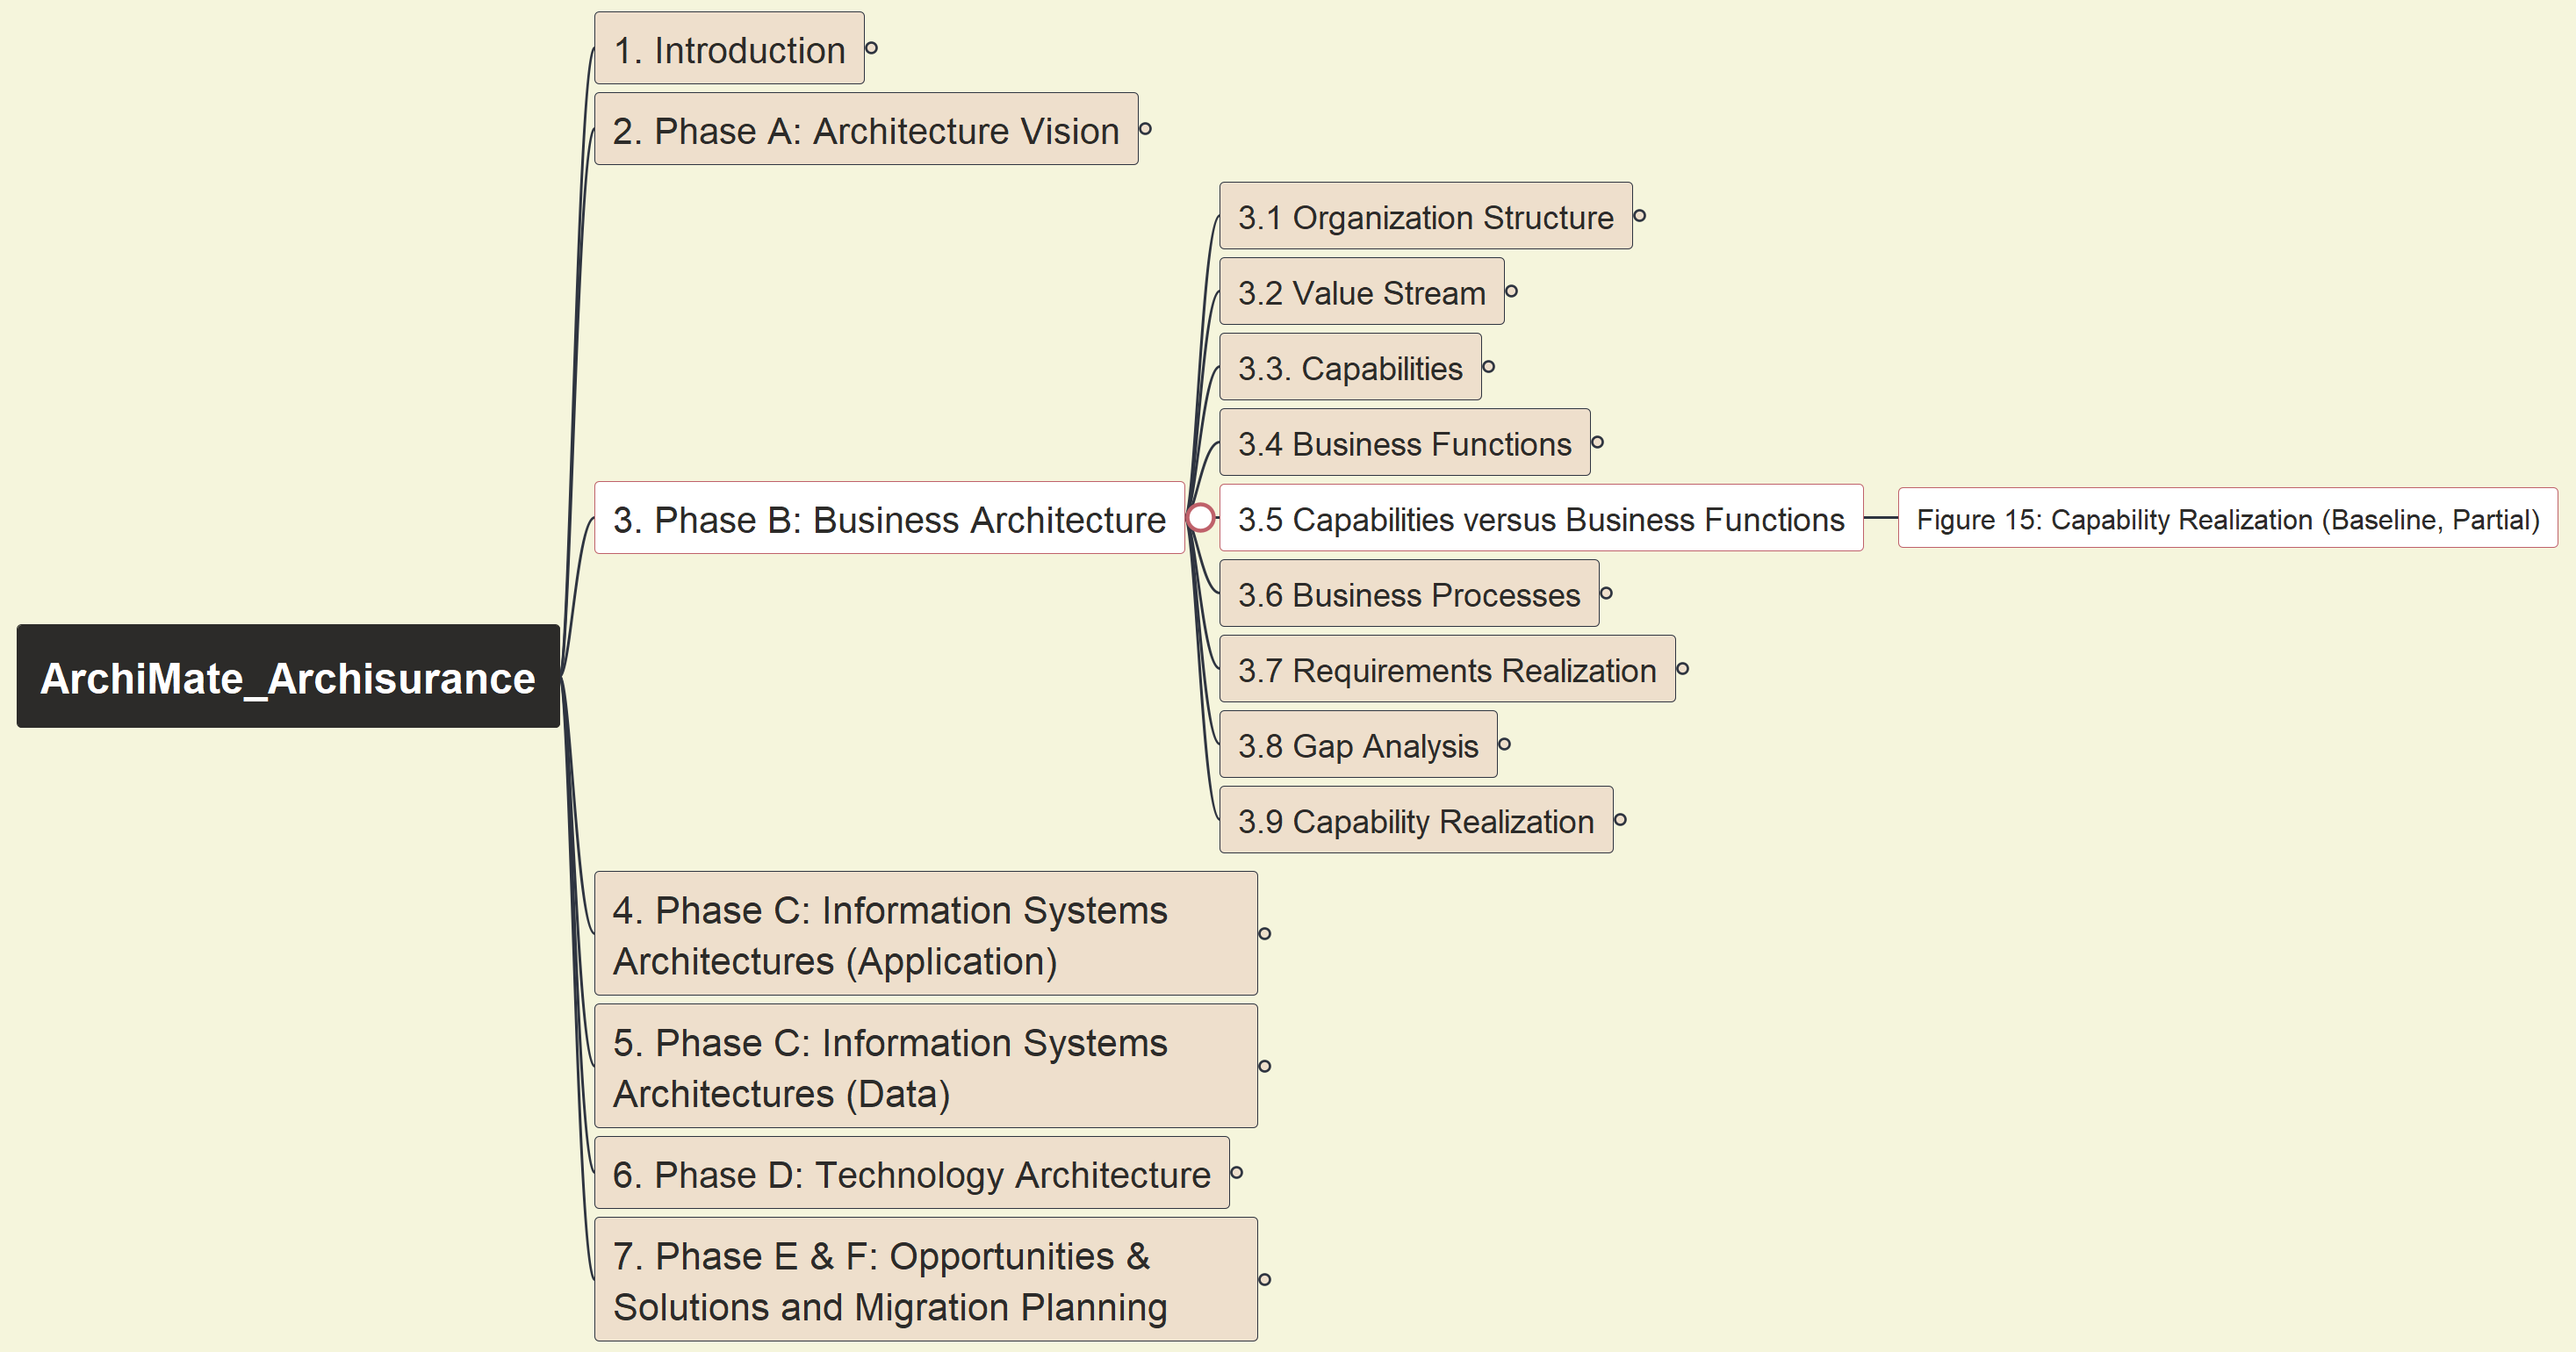 ArchiMate_Archisurance
1. Introduction
2. Phase A: Architecture Vision
3. Phase B: Business Architecture
3.1 Organization Structure
3.2 Value Stream
3.3. Capabilities
3.4 Business Functions
3.5 Capabilities versus Business Functions
Figure 15: Capability Realization (Baseline, Partial)
3.6 Business Processes
3.7 Requirements Realization
3.8 Gap Analysis
3.9 Capability Realization
4. Phase C: Information Systems
Architectures (Application)
5. Phase C: Information Systems
Architectures (Data)
6. Phase D: Technology Architecture
7. Phase E & F: Opportunities &
Solutions and Migration Planning